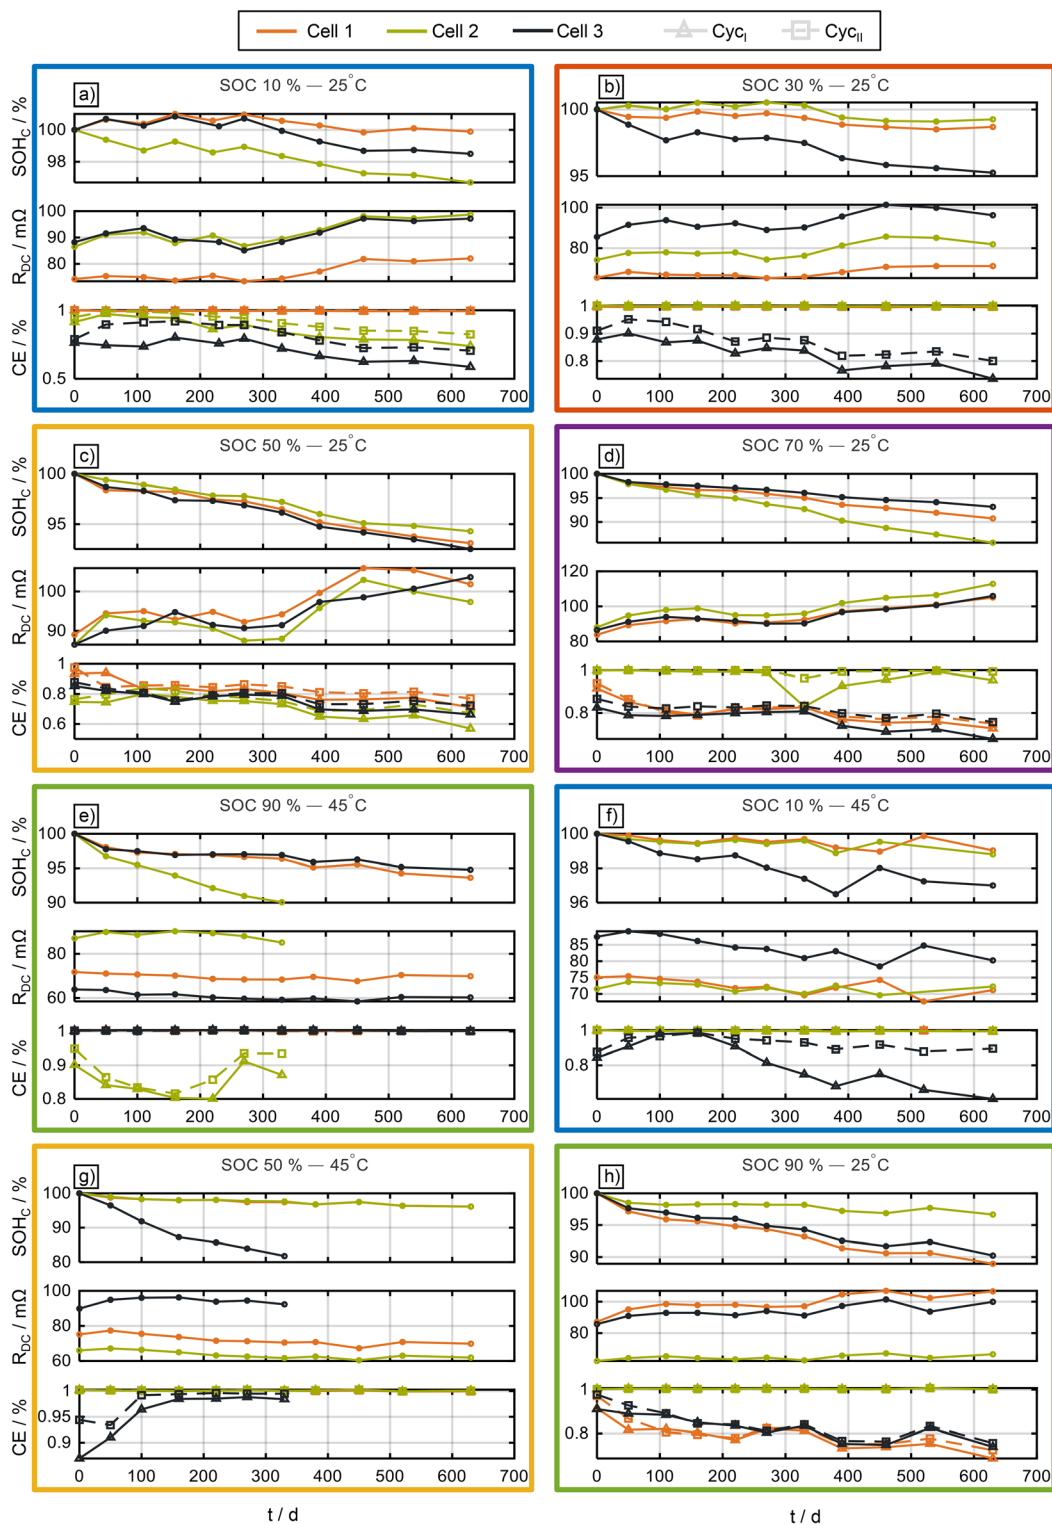 Cell 1 Cell 2 Cell 3 Cyc_I Cyc_II
a) SOC 10 % — 25°C
SOH_C / %
100
98
R_DC / mΩ
100
90
80
CE / %
1
0.5
0 100 200 300 400 500 600 700
b) SOC 30 % — 25°C
100
95
100
80
1
0.9
0.8
0 100 200 300 400 500 600 700
c) SOC 50 % — 25°C
SOH_C / %
100
95
R_DC / mΩ
100
90
CE / %
1
0.8
0.6
0 100 200 300 400 500 600 700
d) SOC 70 % — 25°C
100
95
90
120
100
80
1
0.8
0 100 200 300 400 500 600 700
e) SOC 90 % — 45°C
SOH_C / %
100
95
90
R_DC / mΩ
80
60
CE / %
1
0.9
0.8
0 100 200 300 400 500 600 700
f) SOC 10 % — 45°C
100
98
96
85
75
70
1
0.8
0 100 200 300 400 500 600 700
g) SOC 50 % — 45°C
SOH_C / %
100
90
80
R_DC / mΩ
100
80
60
CE / %
1
0.95
0.9
0 100 200 300 400 500 600 700
t / d
h) SOC 90 % — 25°C
100
95
90
100
80
1
0.8
0 100 200 300 400 500 600 700
t / d